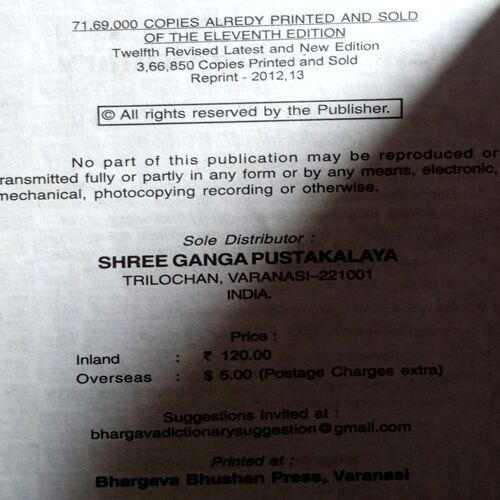 71,69,000 COPIES ALREDY PRINTED AND SOLD
OF THE ELEVENTH EDITION
Twelfth Revised Latest and New Edition
3,66,850 Copies Printed and Sold
Reprint - 2012,13
© All rights reserved by the Publisher.
No part of this publication may be reproduced or
transmitted fully or partly in any form or by any means, electronic,
mechanical, photocopying recording or otherwise.
Sole Distributor :
SHREE GANGA PUSTAKALAYA
TRILOCHAN, VARANASI–221001
INDIA.
Price :
Inland : ₹ 120.00
Overseas : $ 5.00 (Postage Charges extra)
Suggestions invited at :
bhargavadictionarysuggestion@gmail.com
Printed at :
Bhargava Bhushan Press, Varanasi